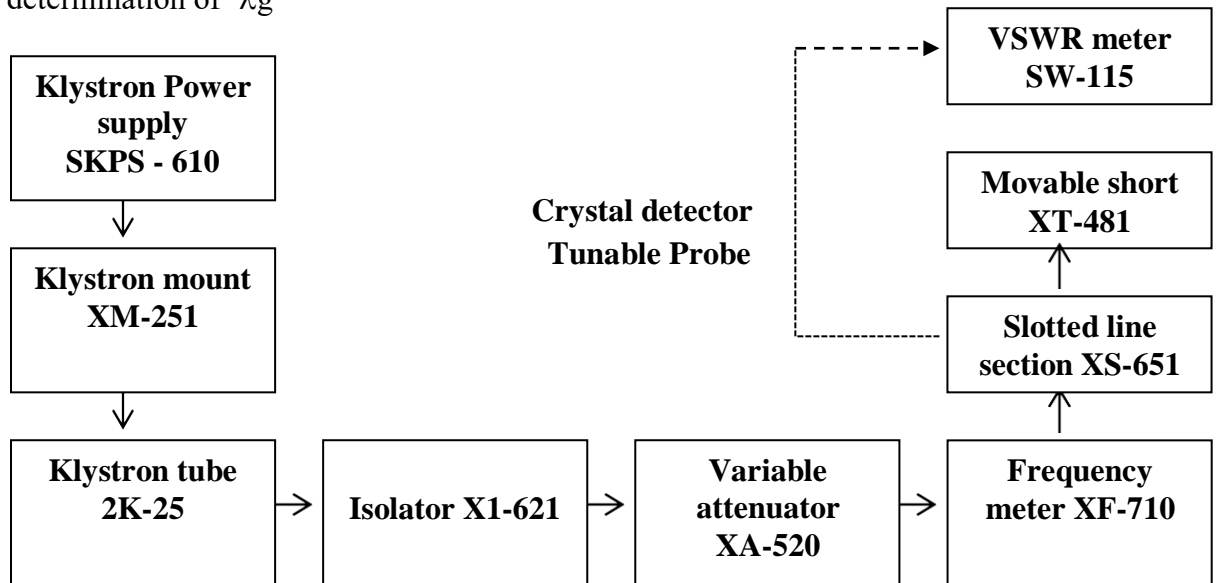 determination of λg
VSWR meter
SW-115
Klystron Power
supply
SKPS - 610
Movable short
XT-481
Crystal detector
Tunable Probe
Klystron mount
XM-251
Slotted line
section XS-651
Klystron tube
2K-25
Isolator X1-621
Variable
attenuator
XA-520
Frequency
meter XF-710